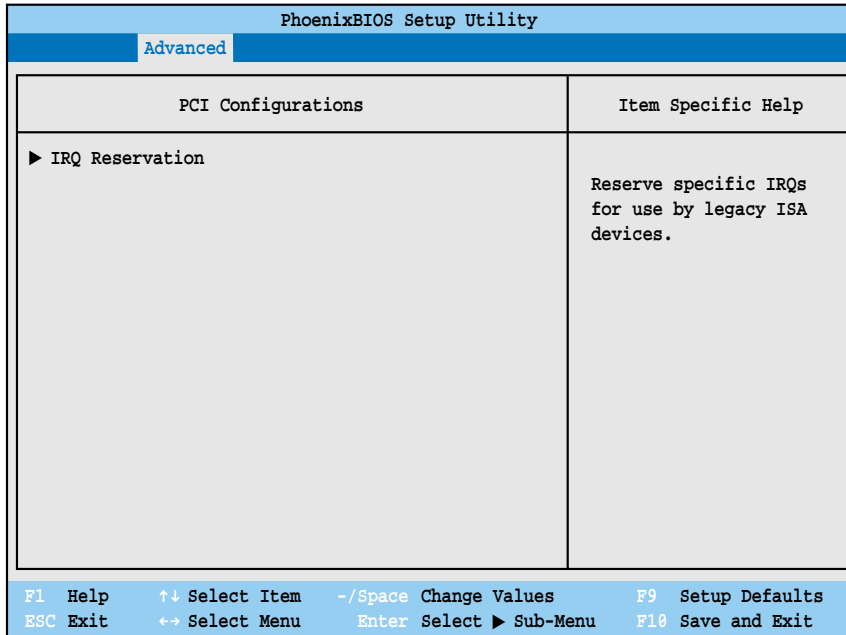 PhoenixBIOS Setup Utility
Advanced
PCI Configurations
Item Specific Help
▶ IRQ Reservation
Reserve specific IRQs
for use by legacy ISA
devices.
F1 Help ↑↓ Select Item -/Space Change Values F9 Setup Defaults
ESC Exit ←→ Select Menu Enter Select ▶ Sub-Menu F10 Save and Exit